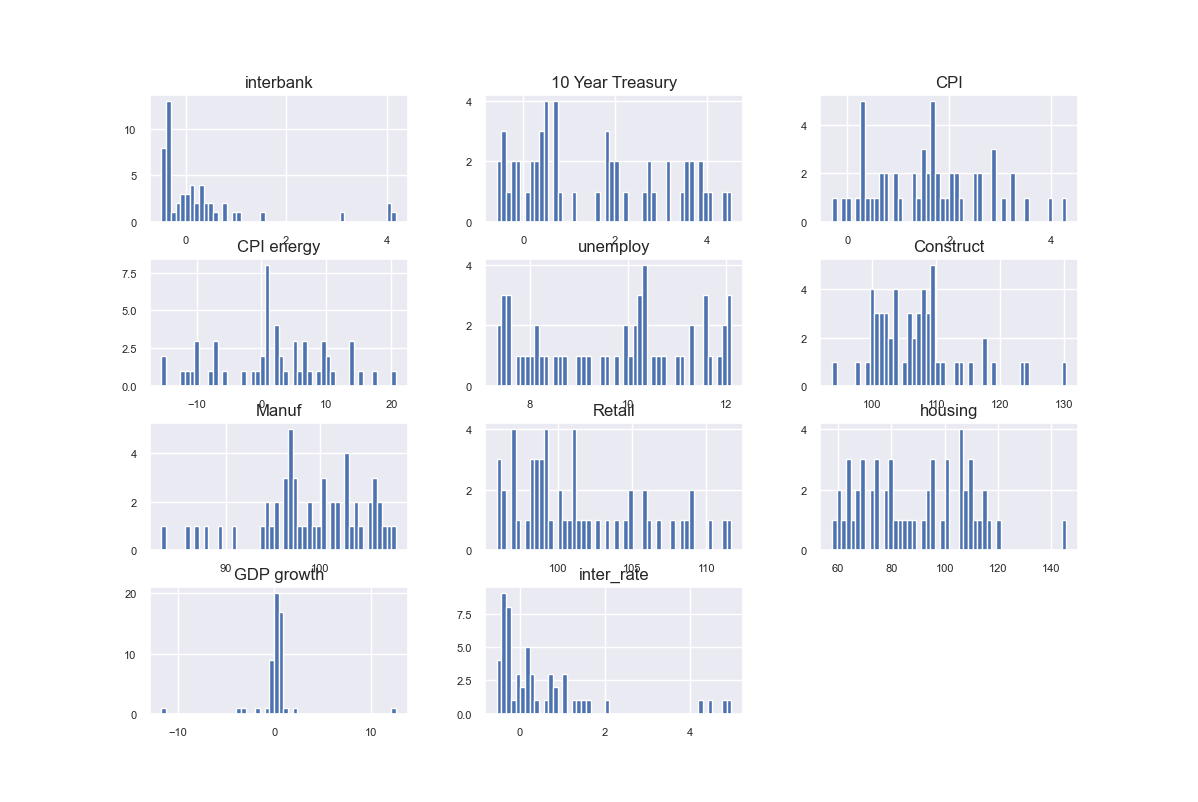 interbank 10 Year Treasury CPI
10 4 4
5 2 2
0 0 0
0 2 4 0 2 4 0 2 4
CPI energy unemploy Construct
7.5 4 4
5.0
2.5 2 2
0.0 0 0
−10 0 10 20 8 10 12 100 110 120 130
Manuf Retail housing
4 4 4
2 2 2
0 0 0
90 100 100 105 110 60 80 100 120 140
GDP growth inter_rate
20 7.5
10 5.0
2.5
0 0.0
−10 0 10 0 2 4